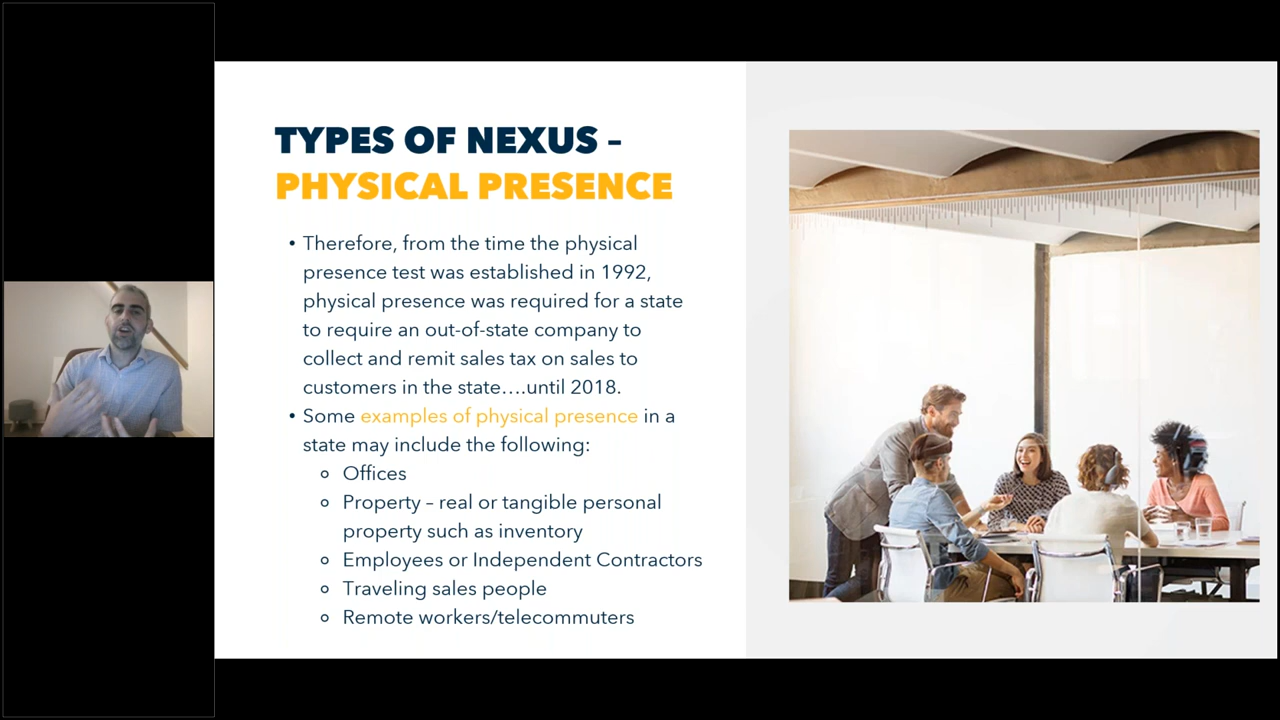 TYPES OF NEXUS –
PHYSICAL PRESENCE
• Therefore, from the time the physical
presence test was established in 1992,
physical presence was required for a state
to require an out-of-state company to
collect and remit sales tax on sales to
customers in the state….until 2018.
• Some examples of physical presence in a
state may include the following:
o Offices
o Property – real or tangible personal
property such as inventory
o Employees or Independent Contractors
o Traveling sales people
o Remote workers/telecommuters